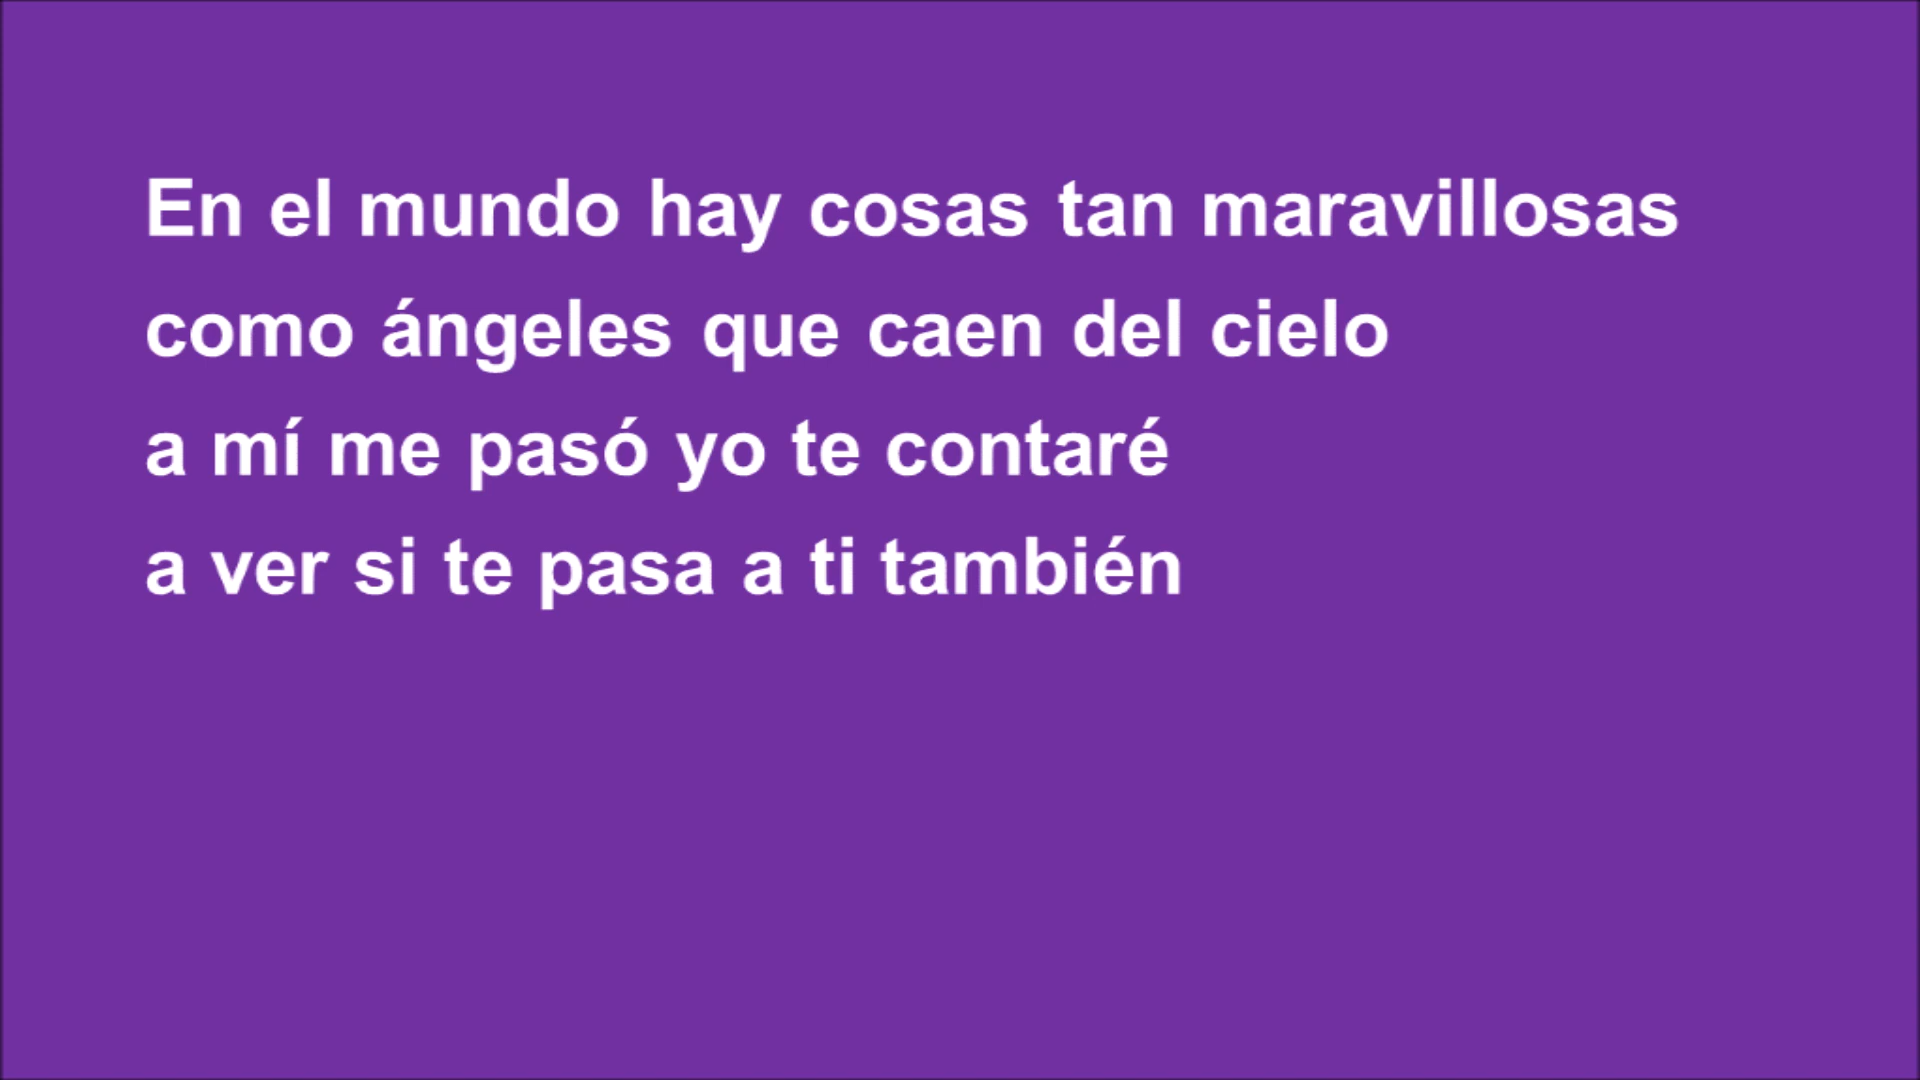 En el mundo hay cosas tan maravillosas
como ángeles que caen del cielo
a mí me pasó yo te contaré
a ver si te pasa a ti también